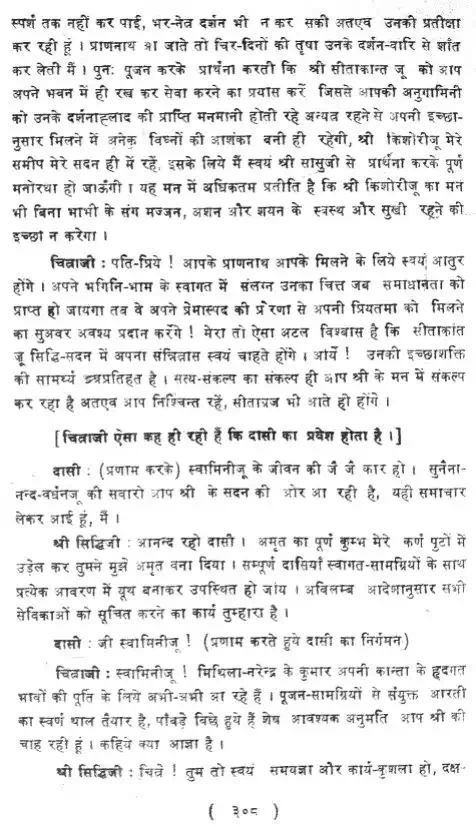 स्पर्श तक नहीं कर पाई, भर-नेत्र दर्शन भी न कर सकी अतएव उनकी प्रतीक्षा
कर रही हूं । प्राणनाथ आ जाते तो चिर-दिनों की तृषा उनके दर्शन-वारि से शाँत
कर लेती मैं । पुनः पूजन करके प्रार्थना करती कि श्री सीताकान्त जू को आप
अपने भवन में ही रख कर सेवा करने का प्रयास करें जिससे आपकी अनुगामिनी
को उनके दर्शनाह्लाद की प्राप्ति मनमानी होती रहे अन्यत्र रहने से अपनी इच्छा-
नुसार मिलने में अनेक विघ्नों की आशंका बनी ही रहेगी, श्री किशोरीजू मेरे
समीप मेरे सदन ही में रहें, इसके लिये मैं स्वयं श्री सासुजी से प्रार्थना करके पूर्ण
मनोरथा हो जाऊँगी । यह मन में अधिकतम प्रतीति है कि श्री किशोरीजू का मन
भी बिना भाभी के संग मज्जन, अशन और शयन के स्वस्थ और सुखी रहने की
इच्छा न करेगा ।
चित्राजी : पति-प्रिये ! आपके प्राणनाथ आपके मिलने के लिये स्वयं आतुर
होंगे । अपने भगिनि-भाम के स्वागत में संलग्न उनका चित्त जब समाधानता को
प्राप्त हो जायगा तव वे अपने प्रेमास्पद की प्रेरणा से अपनी प्रियतमा को मिलने
का सुअवर अवश्य प्रदान करेंगे ! मेरा तो ऐसा अटल विश्वास है कि सीताकांत
जू सिद्धि-सदन में अपना संन्निवास स्वयं चाहते होंगे । आर्ये ! उनकी इच्छाशक्ति
की सामर्थ्य अप्रतिहत है । सत्य-संकल्प का संकल्प ही आप श्री के मन में संकल्प
कर रहा है अतएव आप निश्चिन्त रहें, सीताग्रज भी आते ही होंगे ।
[चित्राजी ऐसा कह ही रही हैं कि दासी का प्रवेश होता है ।]
दासी : (प्रणाम करके) स्वामिनीजू के जीवन की जै जै कार हो । सुनैना-
नन्द-वर्धनजू की सवारी आप श्री के सदन की ओर आ रही है, यही समाचार
लेकर आई हूं, मैं ।
श्री सिद्धिजी : आनन्द रहो दासी । अमृत का पूर्ण कुम्भ मेरे कर्ण पुटों में
उड़ेल कर तुमने मुझे अमृत बना दिया । सम्पूर्ण दासियाँ स्वागत-सामग्रियों के साथ
प्रत्येक आवरण में यूथ बनाकर उपस्थित हो जांय । अविलम्ब आदेशानुसार सभी
सेविकाओं को सूचित करने का कार्य तुम्हारा है ।
दासी : जी स्वामिनीजू ! (प्रणाम करते हुये दासी का निर्गमन)
चित्राजी : स्वामिनीजू ! मिथिला-नरेन्द्र के कुमार अपनी कान्ता के हृदगत
भावों की पूर्ति के लिये अभी-अभी आ रहे हैं । पूजन-सामग्रियों से संयुक्त आरती
का स्वर्ण थाल तैयार है, पाँवड़े विछे हुये हैं शेष आवश्यक अनुमति आप श्री की
चाह रही हूं । कहिये क्या आज्ञा है ।
श्री सिद्धिजी : चित्रे ! तुम तो स्वयं समयज्ञा और कार्य-कुशला हो, दक्ष-
( ३०८ )